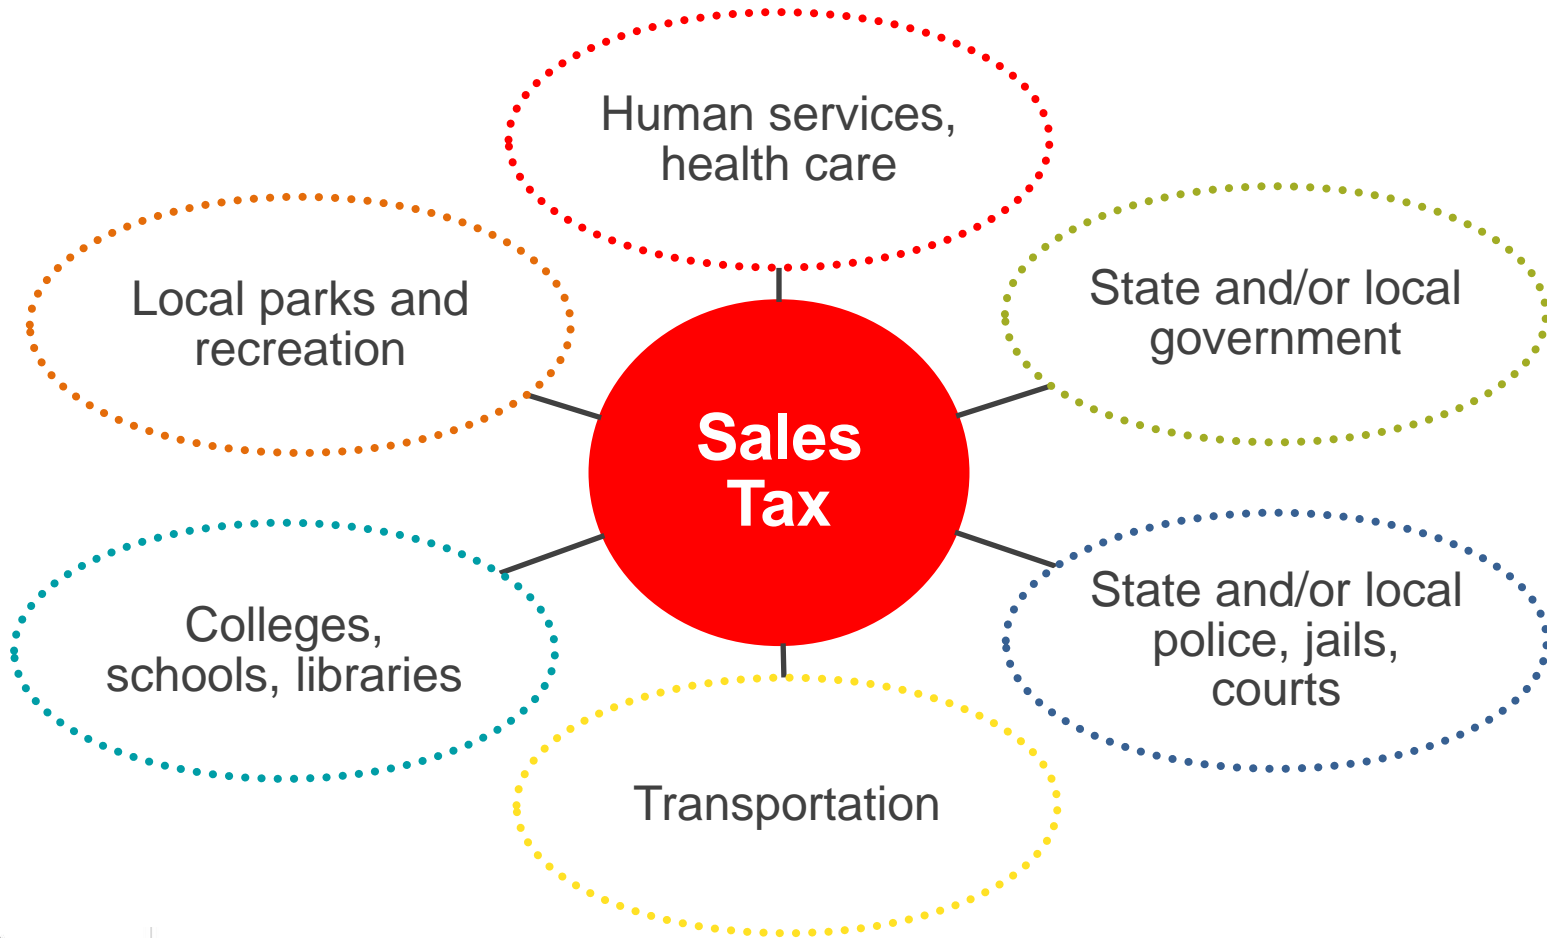 Human services,
health care
State and/or local
government
Local parks and
recreation
Sales
Tax
Colleges,
schools, libraries
State and/or local
police, jails,
courts
Transportation